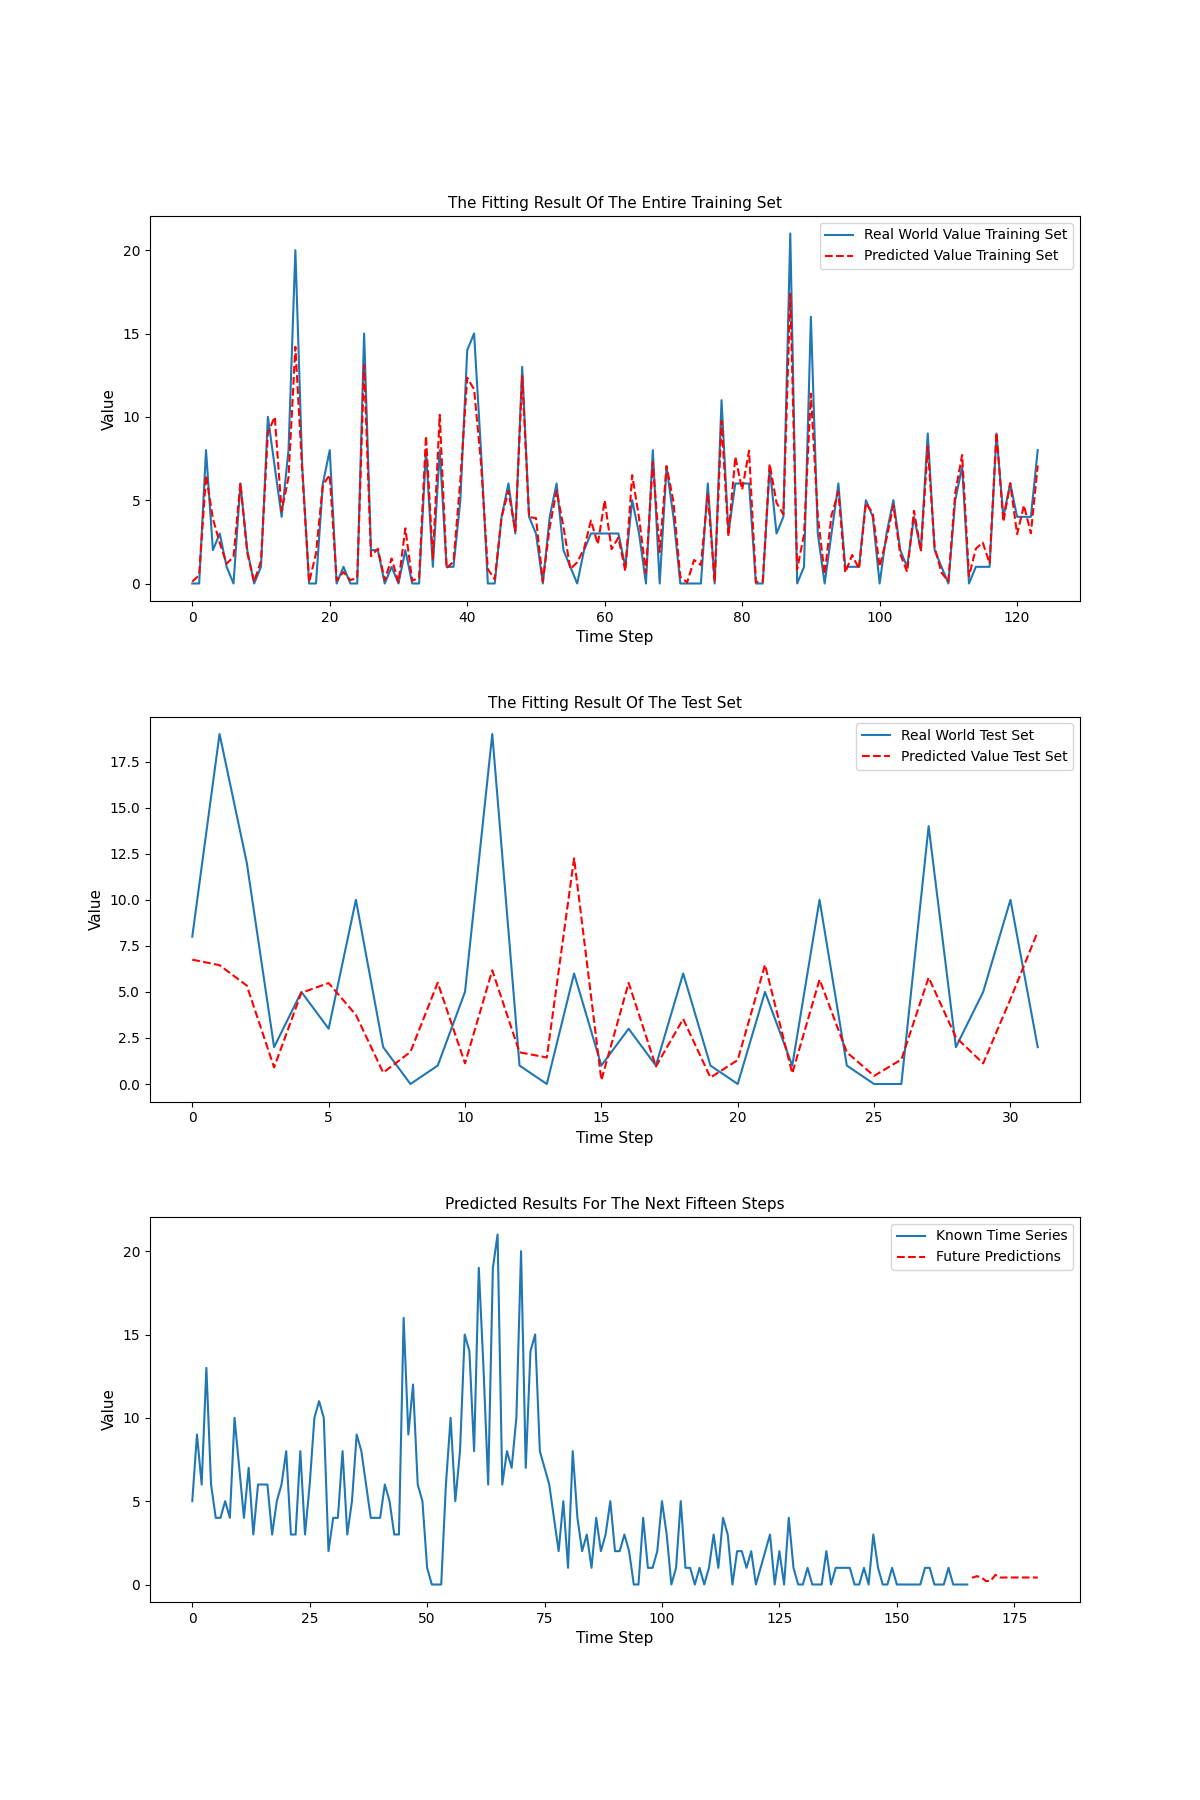 The Fitting Result Of The Entire Training Set
Real World Value Training Set
Predicted Value Training Set
Value
20
15
10
5
0
0 20 40 60 80 100 120
Time Step
The Fitting Result Of The Test Set
Real World Test Set
Predicted Value Test Set
Value
17.5
15.0
12.5
10.0
7.5
5.0
2.5
0.0
0 5 10 15 20 25 30
Time Step
Predicted Results For The Next Fifteen Steps
Known Time Series
Future Predictions
Value
20
15
10
5
0
0 25 50 75 100 125 150 175
Time Step